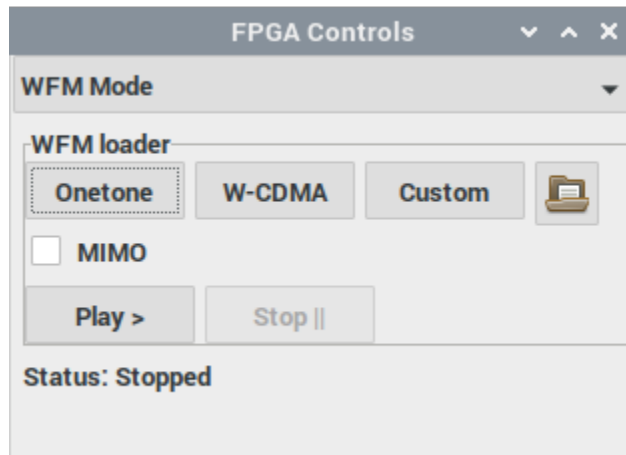 FPGA Controls
WFM Mode
WFM loader
Onetone W-CDMA Custom
MIMO
Play > Stop ||
Status: Stopped